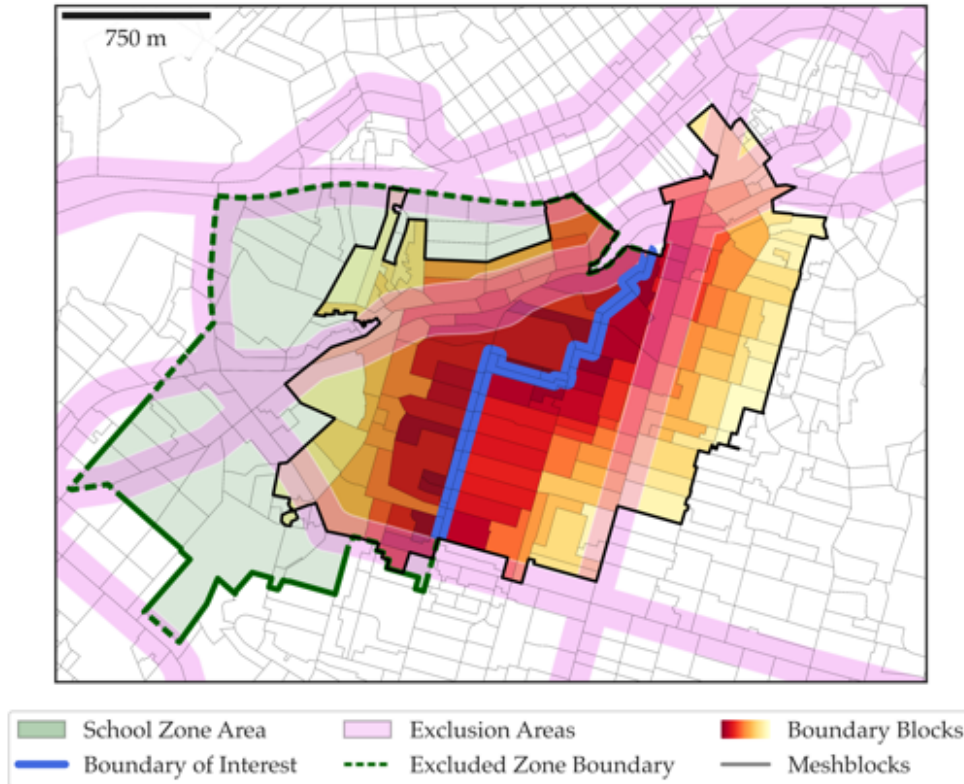 750 m
School Zone Area Exclusion Areas Boundary Blocks
Boundary of Interest Excluded Zone Boundary Meshblocks